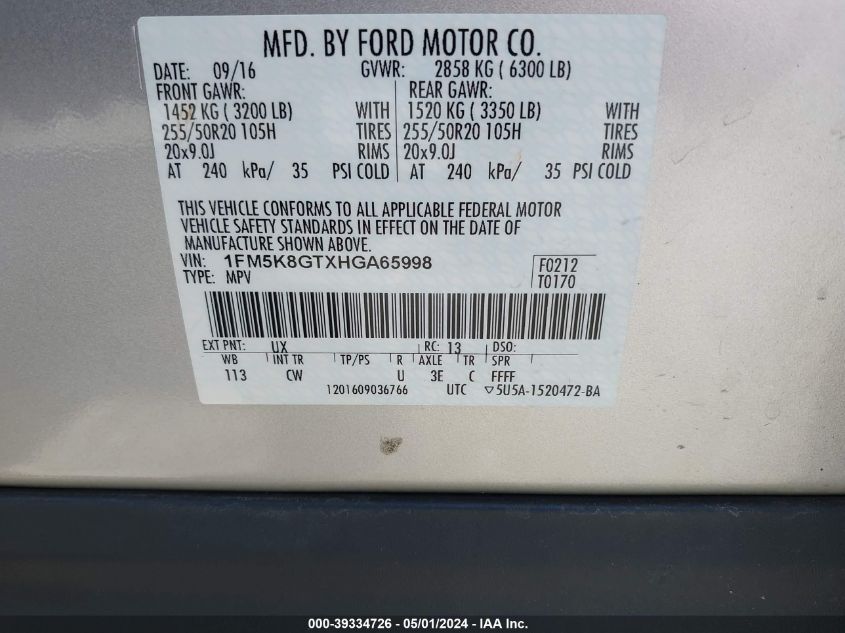 MFD. BY FORD MOTOR CO.
DATE: 09/16 GVWR: 2858 KG ( 6300 LB)
FRONT GAWR: REAR GAWR:
1452 KG ( 3200 LB) WITH 1520 KG ( 3350 LB) WITH
255/50R20 105H TIRES 255/50R20 105H TIRES
20x9.0J RIMS 20x9.0J RIMS
AT 240 kPa/ 35 PSI COLD AT 240 kPa/ 35 PSI COLD
THIS VEHICLE CONFORMS TO ALL APPLICABLE FEDERAL MOTOR
VEHICLE SAFETY STANDARDS IN EFFECT ON THE DATE OF
MANUFACTURE SHOWN ABOVE.
VIN: 1FM5K8GTXHGA65998 F0212
TYPE: MPV T0170
EXT PNT: UX RC: 13 DSO:
WB INT TR TP/PS R AXLE TR SPR
113 CW U 3E C FFFF
1201609036766 UTC ▽5U5A-1520472-BA
000-39334726 - 05/01/2024 - IAA Inc.